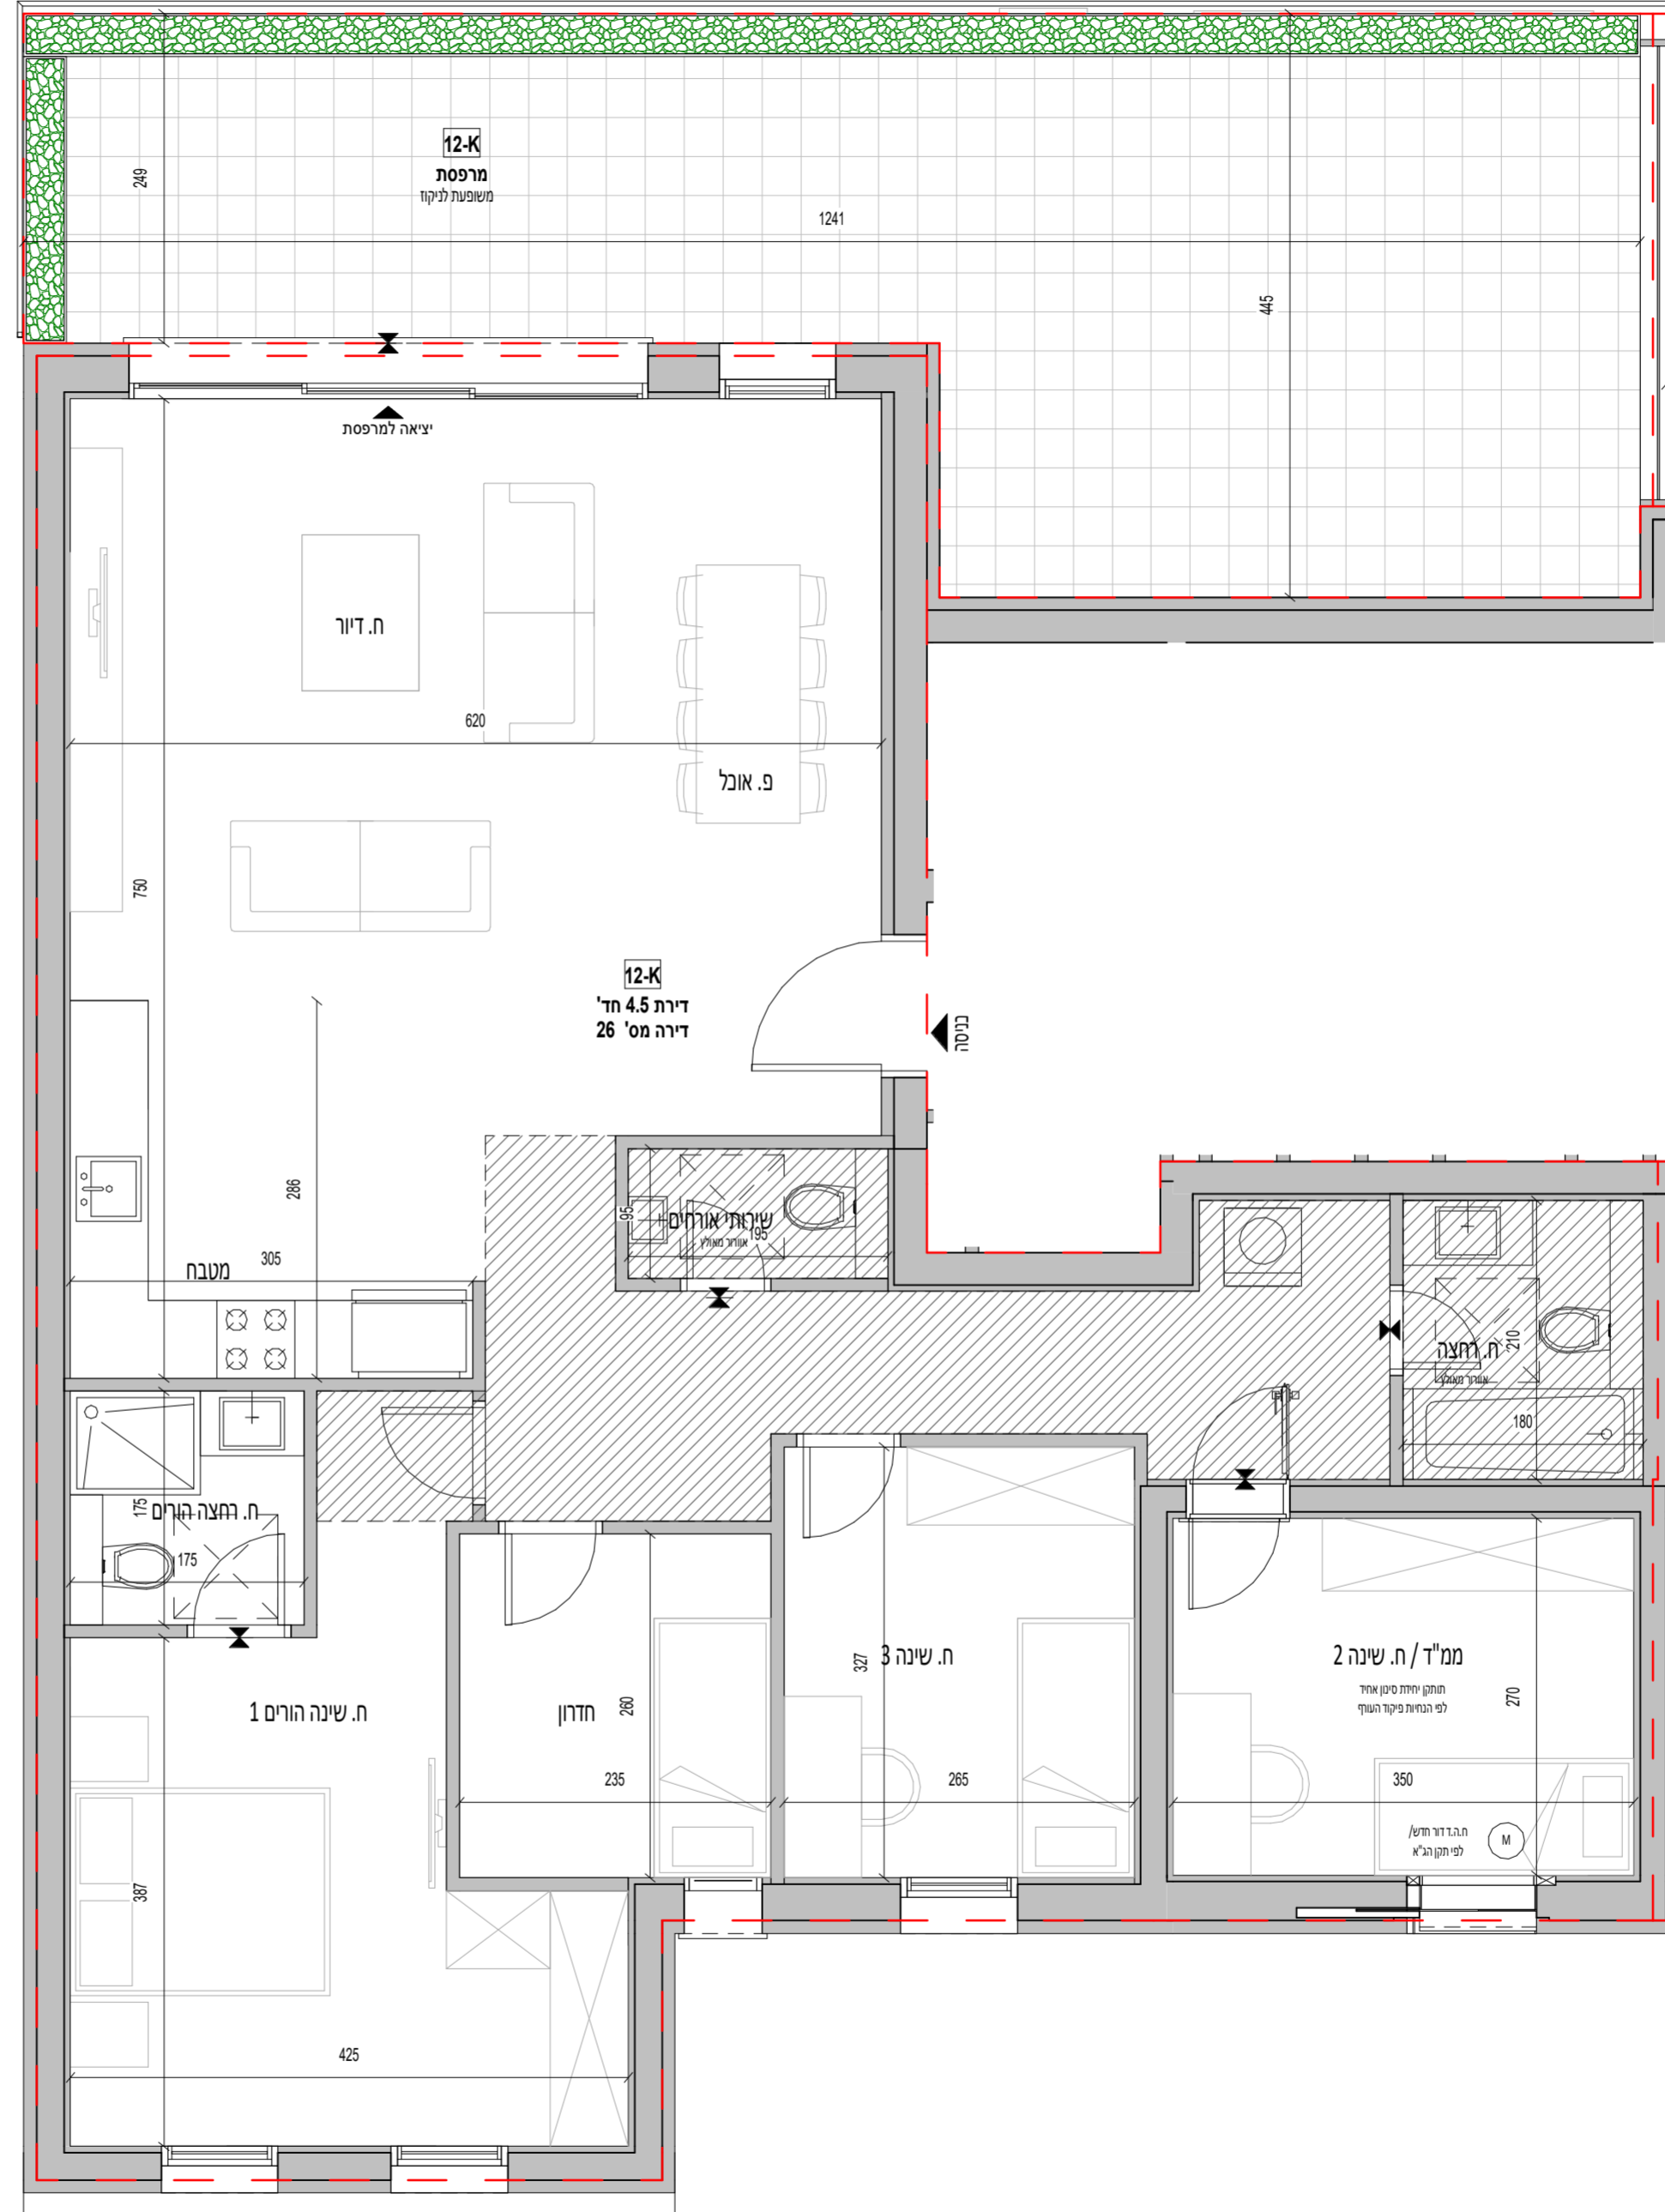 12-K
מרפסת
משופעת לניקוז
249
1241
445
יציאה למרפסת
ח. דיור
620
פ. אוכל
750
12-K
דירת 4.5 חד'
דירה מס' 26
כניסה
286
95
שירותי אורחים
195
אוורור מאולץ
305
מטבח
210
ח. רחצה
אוורור מאולץ
180
175
ח. רחצה הורים
175
ח. שינה הורים 1
חדרון
260
327
ח. שינה 3
ממ"ד / ח. שינה 2
תותקן יחידת סינון אחיד
לפי הנחיות פיקוד העורף
270
235
265
350
ח.ה.ד דור חדש/
לפי תקן הג"א
M
387
425